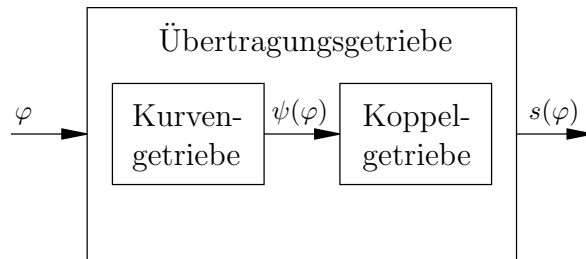 Übertragungsgetriebe
φ
Kurven-
getriebe
ψ(φ)
Koppel-
getriebe
s(φ)